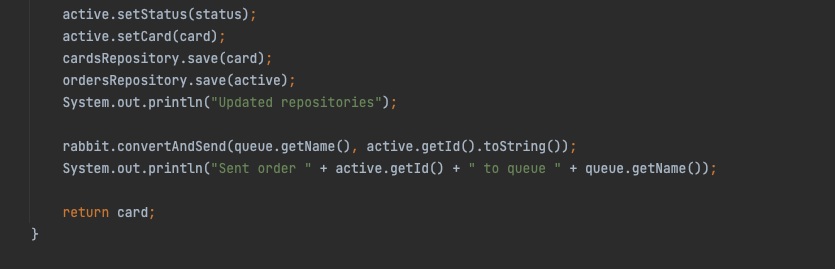 active.setStatus(status);
active.setCard(card);
cardsRepository.save(card);
ordersRepository.save(active);
System.out.println("Updated repositories");
rabbit.convertAndSend(queue.getName(), active.getId().toString());
System.out.println("Sent order " + active.getId() + " to queue " + queue.getName());
return card;
}